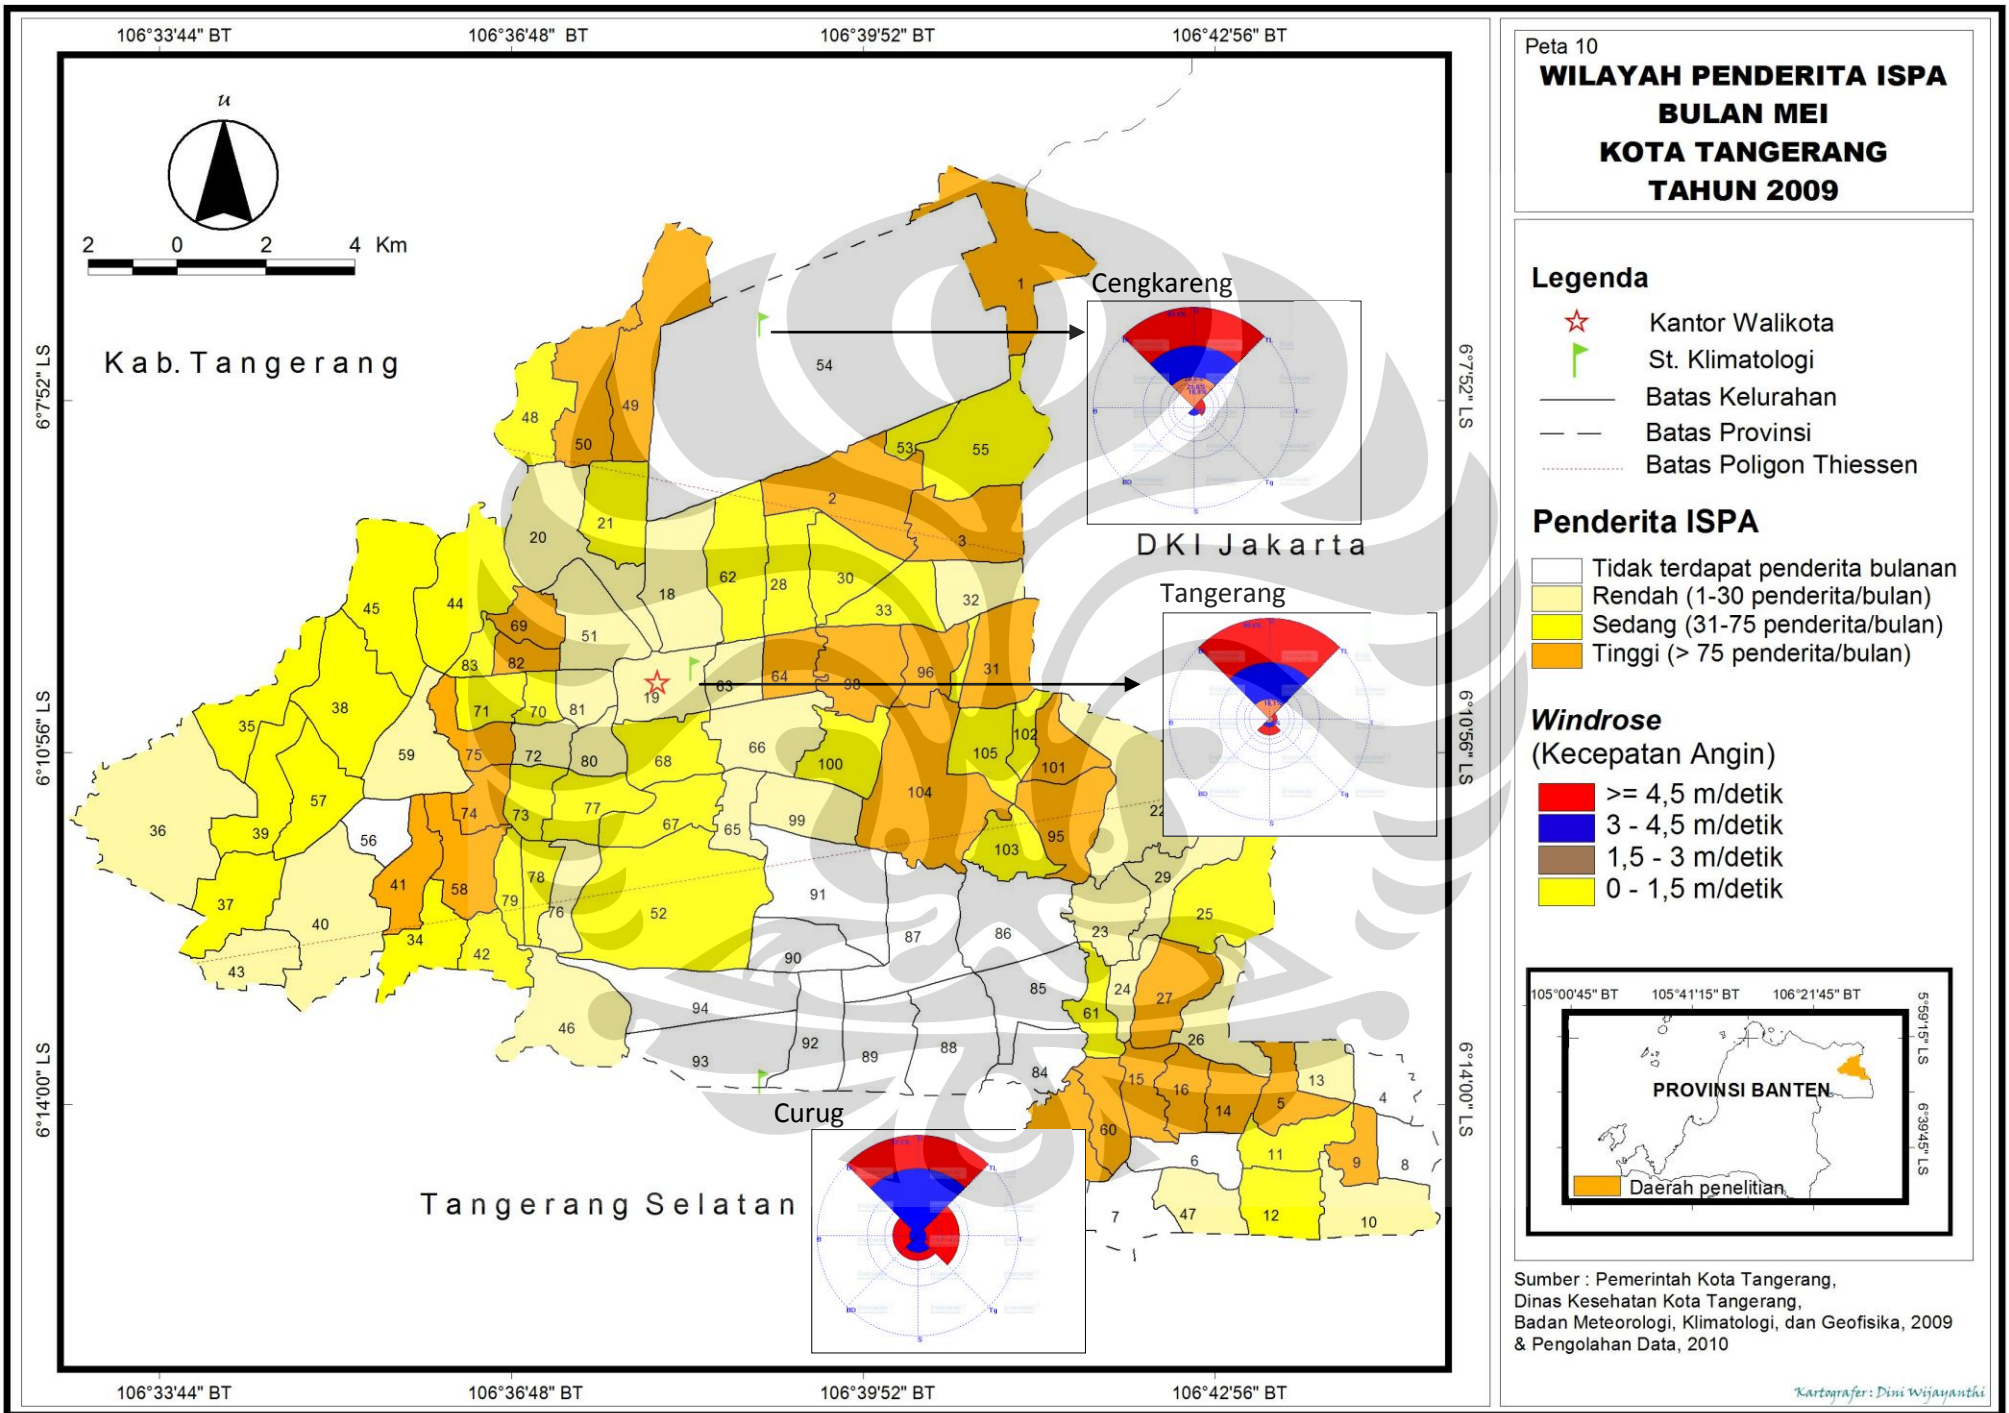 106°33'44" BT
106°36'48" BT
106°39'52" BT
106°42'56" BT
u
2 0 2 4 Km
Kab. Tangerang
6°7'52" LS
6°10'56" LS
6°14'00" LS
Cengkareng
DKI Jakarta
Tangerang
Curug
Tangerang Selatan
6°7'52" LS
6°10'56" LS
6°14'00" LS
1
54
48
50
49
53
55
2
3
20
21
18
62
28
30
33
32
45
44
69
51
82
83
19
63
64
98
96
31
35
38
71
70
81
59
75
72
80
68
66
100
105
102
101
36
39
57
56
74
73
77
67
65
99
104
95
103
22
37
41
58
79
78
76
52
91
29
25
40
43
34
42
90
87
86
23
46
94
93
92
89
88
85
84
24
27
61
26
15
16
14
5
13
4
60
6
11
9
8
7
47
12
10
106°33'44" BT
106°36'48" BT
106°39'52" BT
106°42'56" BT
Peta 10
WILAYAH PENDERITA ISPA
BULAN MEI
KOTA TANGERANG
TAHUN 2009
Legenda
Kantor Walikota
St. Klimatologi
Batas Kelurahan
Batas Provinsi
Batas Poligon Thiessen
Penderita ISPA
Tidak terdapat penderita bulanan
Rendah (1-30 penderita/bulan)
Sedang (31-75 penderita/bulan)
Tinggi (> 75 penderita/bulan)
Windrose
(Kecepatan Angin)
>= 4,5 m/detik
3 - 4,5 m/detik
1,5 - 3 m/detik
0 - 1,5 m/detik
105°00'45" BT
105°41'15" BT
106°21'45" BT
5°59'15" LS
6°39'45" LS
PROVINSI BANTEN
Daerah penelitian
Sumber : Pemerintah Kota Tangerang,
Dinas Kesehatan Kota Tangerang,
Badan Meteorologi, Klimatologi, dan Geofisika, 2009
& Pengolahan Data, 2010
Kartografer : Dini Wijayanthi